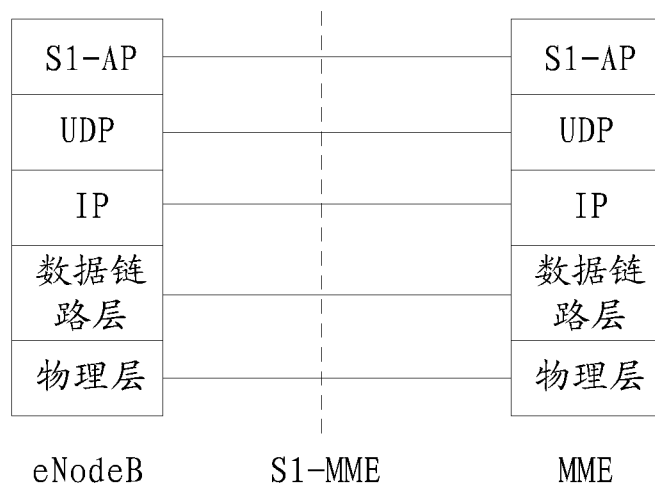 S1-AP S1-AP
UDP UDP
IP IP
数据链 数据链
路层 路层
物理层 物理层
eNodeB S1-MME MME